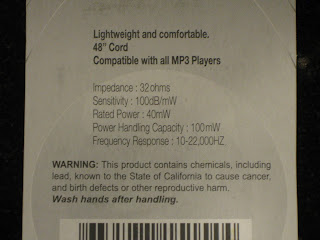 Lightweight and comfortable.
48" Cord
Compatible with all MP3 Players
Impedance : 32 ohms
Sensitivity : 100dB/mW
Rated Power : 40mW
Power Handling Capacity : 100mW
Frequency Response : 10-22,000HZ
WARNING: This product contains chemicals, including
lead, known to the State of California to cause cancer,
and birth defects or other reproductive harm.
Wash hands after handling.